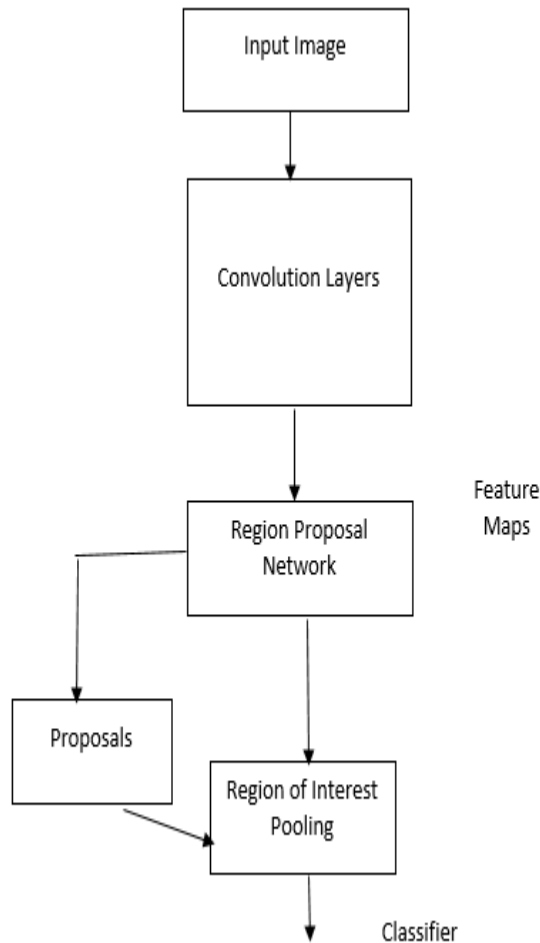 Input Image
Convolution Layers
Feature
Maps
Region Proposal
Network
Proposals
Region of Interest
Pooling
Classifier